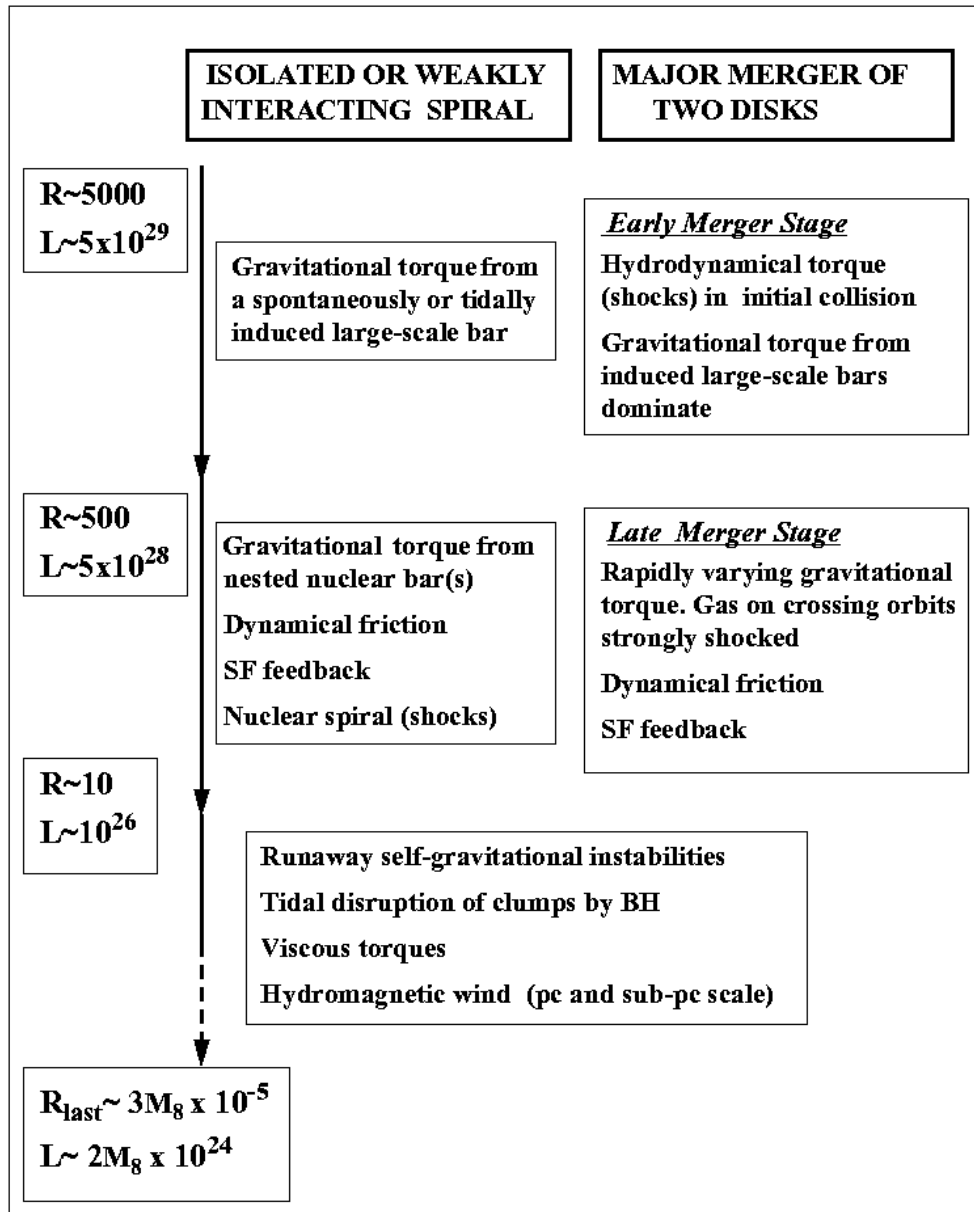 ISOLATED OR WEAKLY
INTERACTING SPIRAL
MAJOR MERGER OF
TWO DISKS
R~5000
L~5x10^29
Gravitational torque from
a spontaneously or tidally
induced large-scale bar
Early Merger Stage
Hydrodynamical torque
(shocks) in initial collision
Gravitational torque from
induced large-scale bars
dominate
R~500
L~5x10^28
Gravitational torque from
nested nuclear bar(s)
Dynamical friction
SF feedback
Nuclear spiral (shocks)
Late Merger Stage
Rapidly varying gravitational
torque. Gas on crossing orbits
strongly shocked
Dynamical friction
SF feedback
R~10
L~10^26
Runaway self-gravitational instabilities
Tidal disruption of clumps by BH
Viscous torques
Hydromagnetic wind (pc and sub-pc scale)
R_last~ 3M_8 x 10^-5
L~ 2M_8 x 10^24